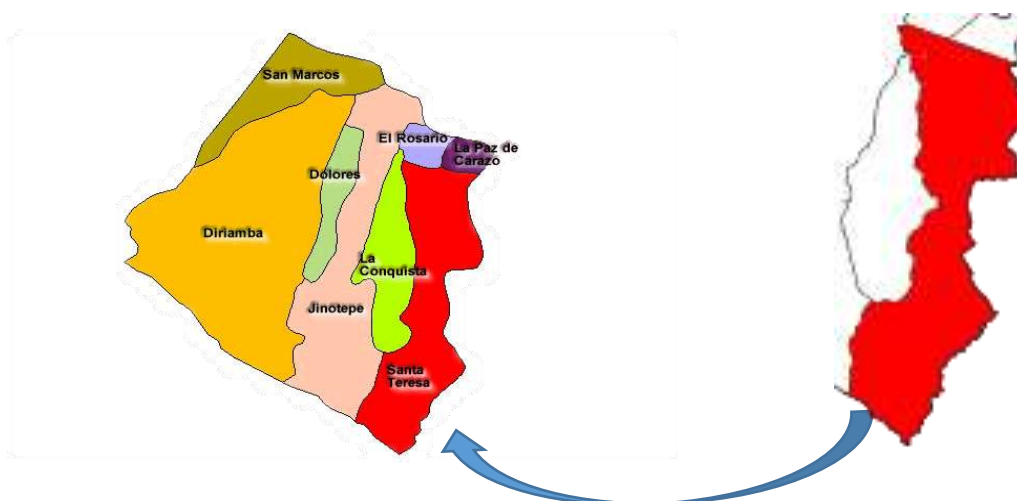 San Marcos
El Rosario
La Paz de
Carazo
Dolores
Diriamba
La
Conquista
Jinotepe
Santa
Teresa